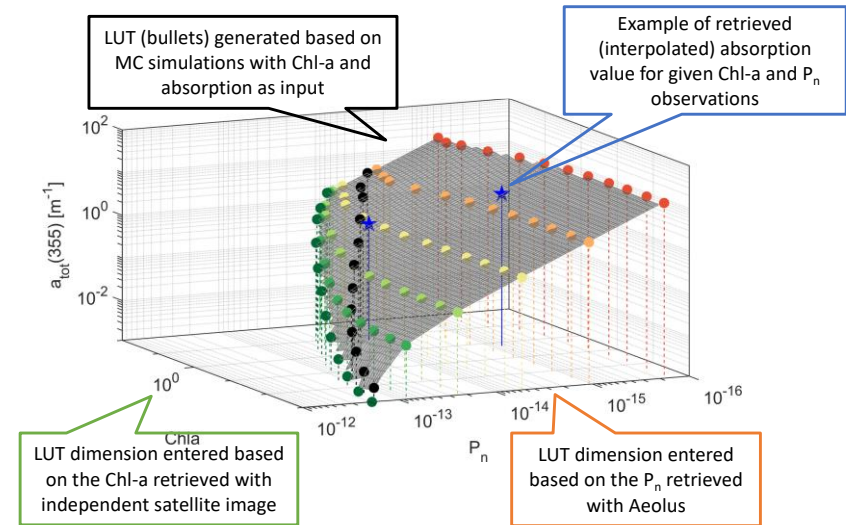 LUT (bullets) generated based on
MC simulations with Chl-a and
absorption as input
Example of retrieved
(interpolated) absorption
value for given Chl-a and Pₙ
observations
10²
10⁰
10⁻²
a_tot(355) [m⁻¹]
10⁰
Chla
10⁻¹²
10⁻¹³
10⁻¹⁴
10⁻¹⁵
10⁻¹⁶
Pₙ
LUT dimension entered based
on the Chl-a retrieved with
independent satellite image
LUT dimension entered
based on the Pₙ retrieved
with Aeolus